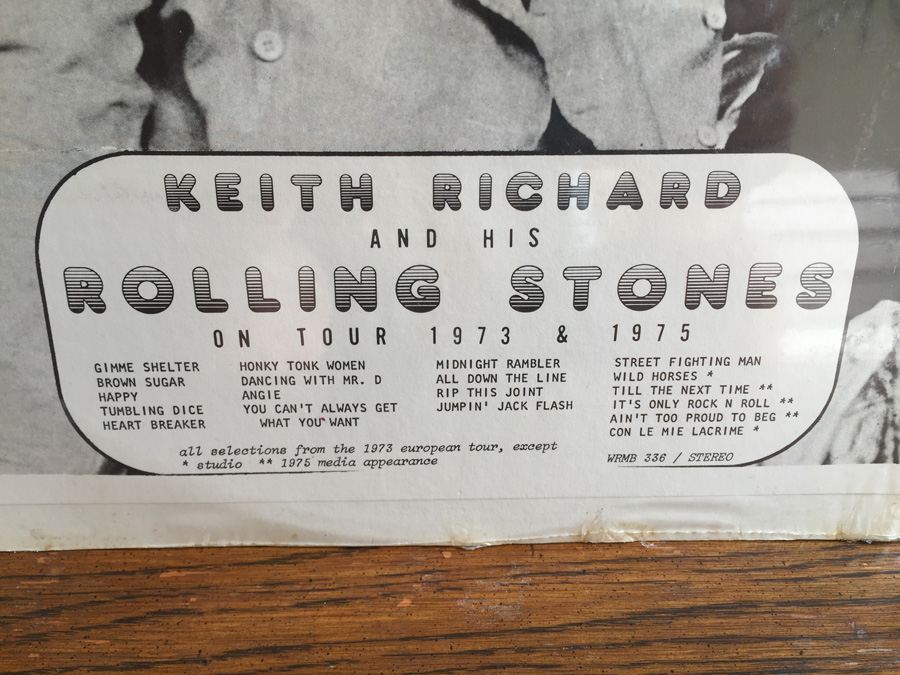 KEITH RICHARD
AND HIS
ROLLING STONES
ON TOUR 1973 & 1975
GIMME SHELTER
BROWN SUGAR
HAPPY
TUMBLING DICE
HEART BREAKER
HONKY TONK WOMEN
DANCING WITH MR. D
ANGIE
YOU CAN'T ALWAYS GET
WHAT YOU WANT
MIDNIGHT RAMBLER
ALL DOWN THE LINE
RIP THIS JOINT
JUMPIN' JACK FLASH
STREET FIGHTING MAN
WILD HORSES *
TILL THE NEXT TIME **
IT'S ONLY ROCK N ROLL **
AIN'T TOO PROUD TO BEG **
CON LE MIE LACRIME *
all selections from the 1973 european tour, except
* studio ** 1975 media appearance
WRMB 336 / STEREO